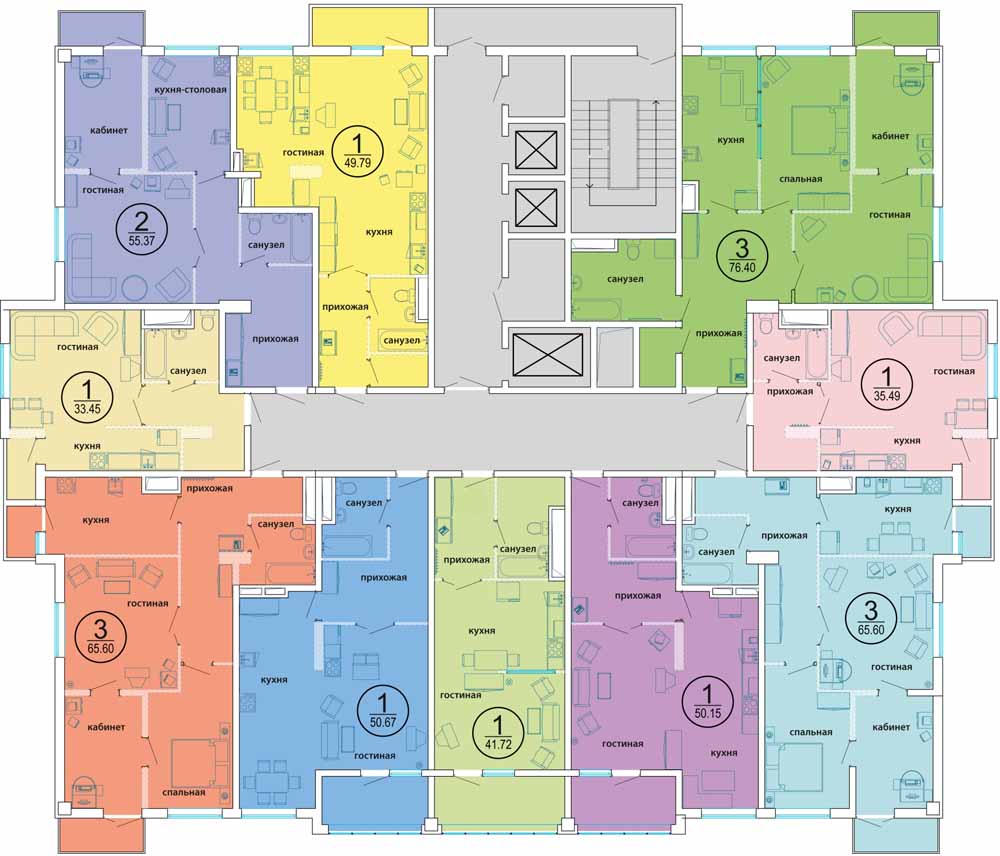 кабинет
кухня-столовая
гостиная
2
55.37
санузел
прихожая
1
49.79
гостиная
кухня
прихожая
санузел
кухня
спальная
кабинет
3
76.40
гостиная
санузел
прихожая
гостиная
санузел
1
33.45
кухня
санузел
прихожая
1
35.49
гостиная
кухня
кухня
прихожая
санузел
гостиная
3
65.60
кабинет
спальная
санузел
прихожая
кухня
1
50.67
гостиная
прихожая
санузел
кухня
гостиная
1
41.72
санузел
прихожая
1
50.15
гостиная
кухня
санузел
прихожая
кухня
3
65.60
гостиная
спальная
кабинет